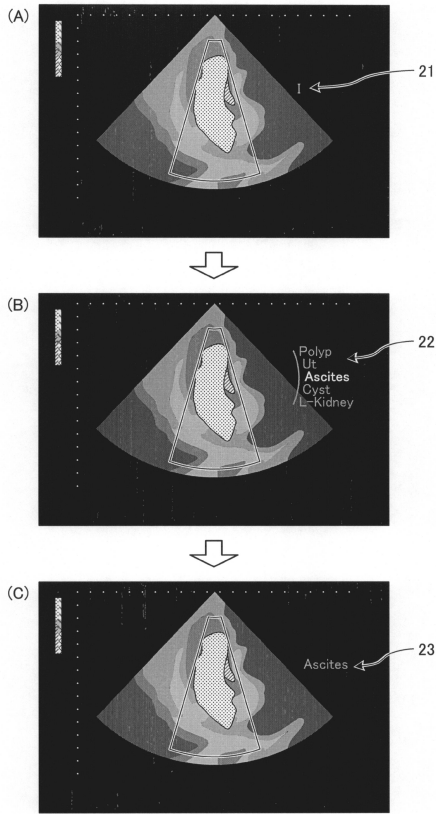 (A)
I
21
(B)
Polyp
Ut
Ascites
Cyst
L-Kidney
22
(C)
Ascites
23